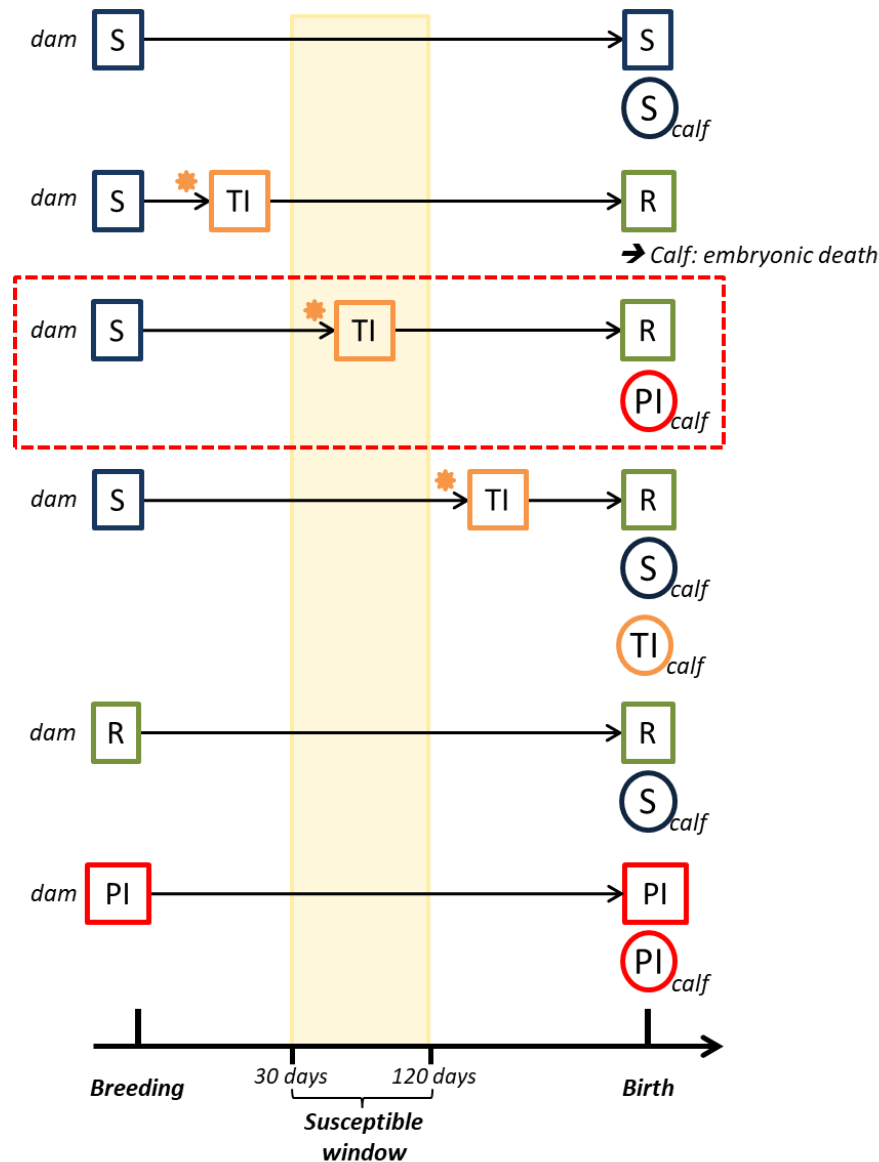 dam S S
S calf
dam S TI R
➔ Calf: embryonic death
dam S TI R
PI calf
dam S TI R
S calf
TI calf
dam R R
S calf
dam PI PI
PI calf
Breeding 30 days 120 days Birth
Susceptible
window